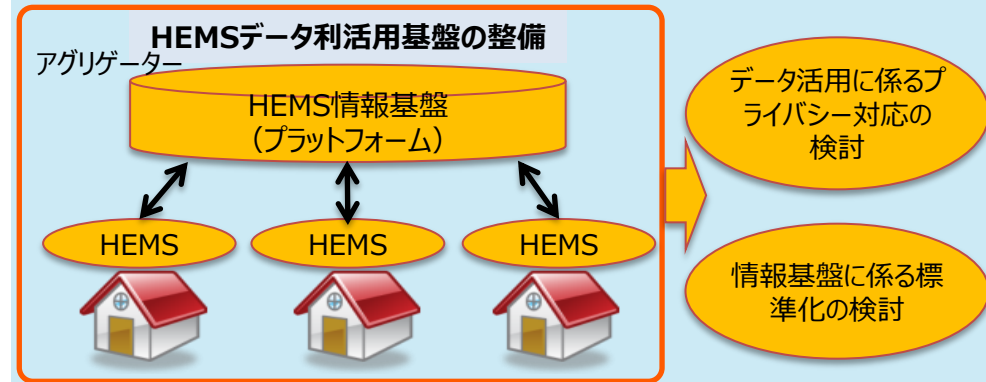 HEMSデータ利活用基盤の整備
アグリゲーター
HEMS情報基盤
（プラットフォーム）
HEMS
HEMS
HEMS
データ活用に係るプ
ライバシー対応の
検討
情報基盤に係る標
準化の検討